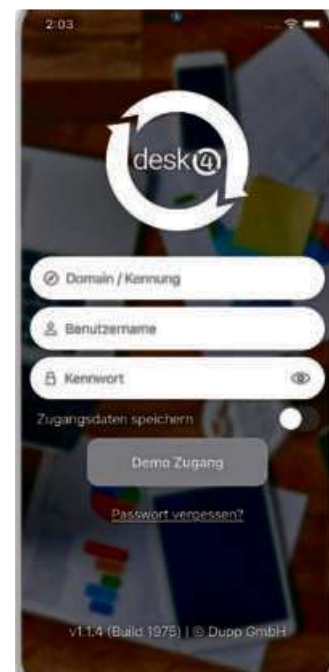 2:03
desk4
Domain / Kennung
Benutzername
Kennwort
Zugangsdaten speichern
Demo Zugang
Passwort vergessen?
v1.1.4 (Build 1975) | © Dupp GmbH